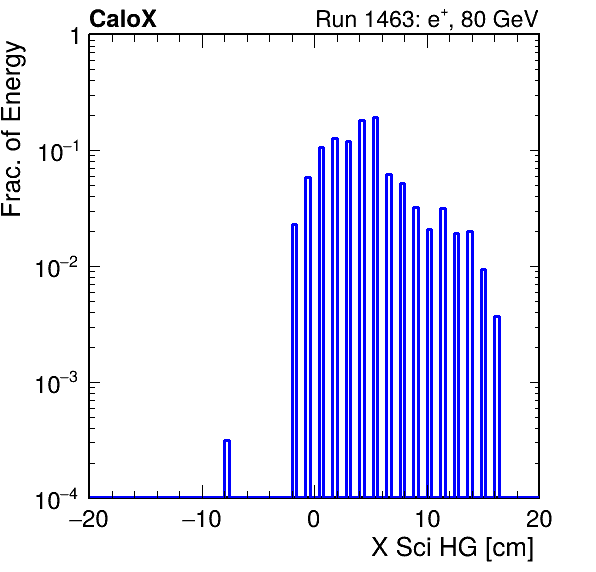 CaloX Run 1463: e⁺, 80 GeV
Frac. of Energy
1
10⁻¹
10⁻²
10⁻³
10⁻⁴
−20 −10 0 10 20
X Sci HG [cm]